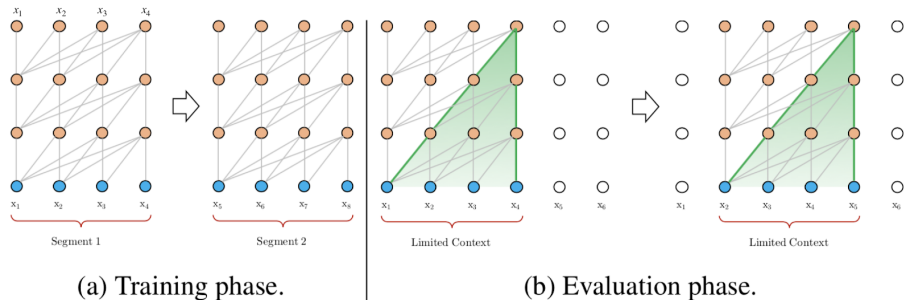 x₁ x₂ x₃ x₄
x₁ x₂ x₃ x₄ x₅ x₆ x₇ x₈ x₁ x₂ x₃ x₄ x₅ x₆ x₁ x₂ x₃ x₄ x₅ x₆
Segment 1 Segment 2 Limited Context Limited Context
(a) Training phase. (b) Evaluation phase.